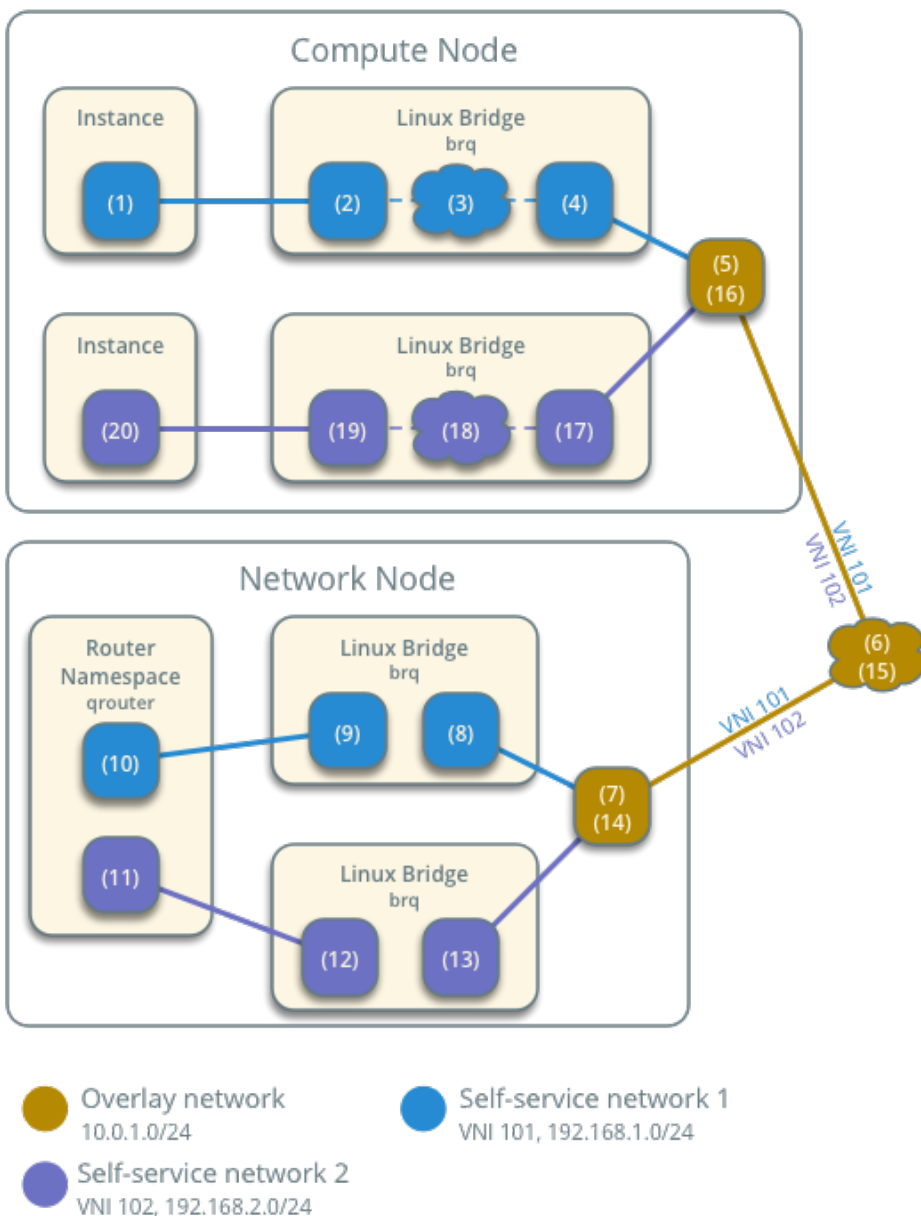 Compute Node
Instance
Linux Bridge
brq
(1)
(2)
(3)
(4)
(5)
(16)
Instance
Linux Bridge
brq
(20)
(19)
(18)
(17)
VNI 101
VNI 102
Network Node
Router
Namespace
qrouter
Linux Bridge
brq
(6)
(15)
(10)
(9)
(8)
VNI 101
VNI 102
(7)
(14)
(11)
Linux Bridge
brq
(12)
(13)
Overlay network
10.0.1.0/24
Self-service network 1
VNI 101, 192.168.1.0/24
Self-service network 2
VNI 102, 192.168.2.0/24